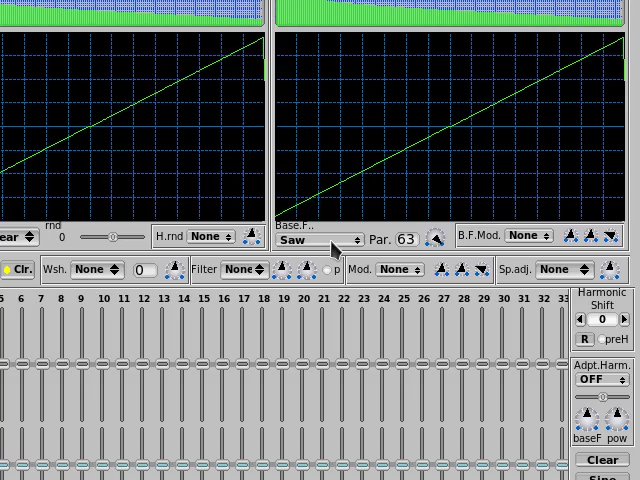 rnd
Base.F..
ear
0
H.rnd
None
Saw
Par.
63
B.F.Mod.
None
Clr.
Wsh.
None
0
Filter
None
p
Mod.
None
Sp.adj.
None
5 6 7 8 9 10 11 12 13 14 15 16 17 18 19 20 21 22 23 24 25 26 27 28 29 30 31 32 33
Harmonic
Shift
0
R
preH
Adpt.Harm.
OFF
baseF
pow
Clear
Sine